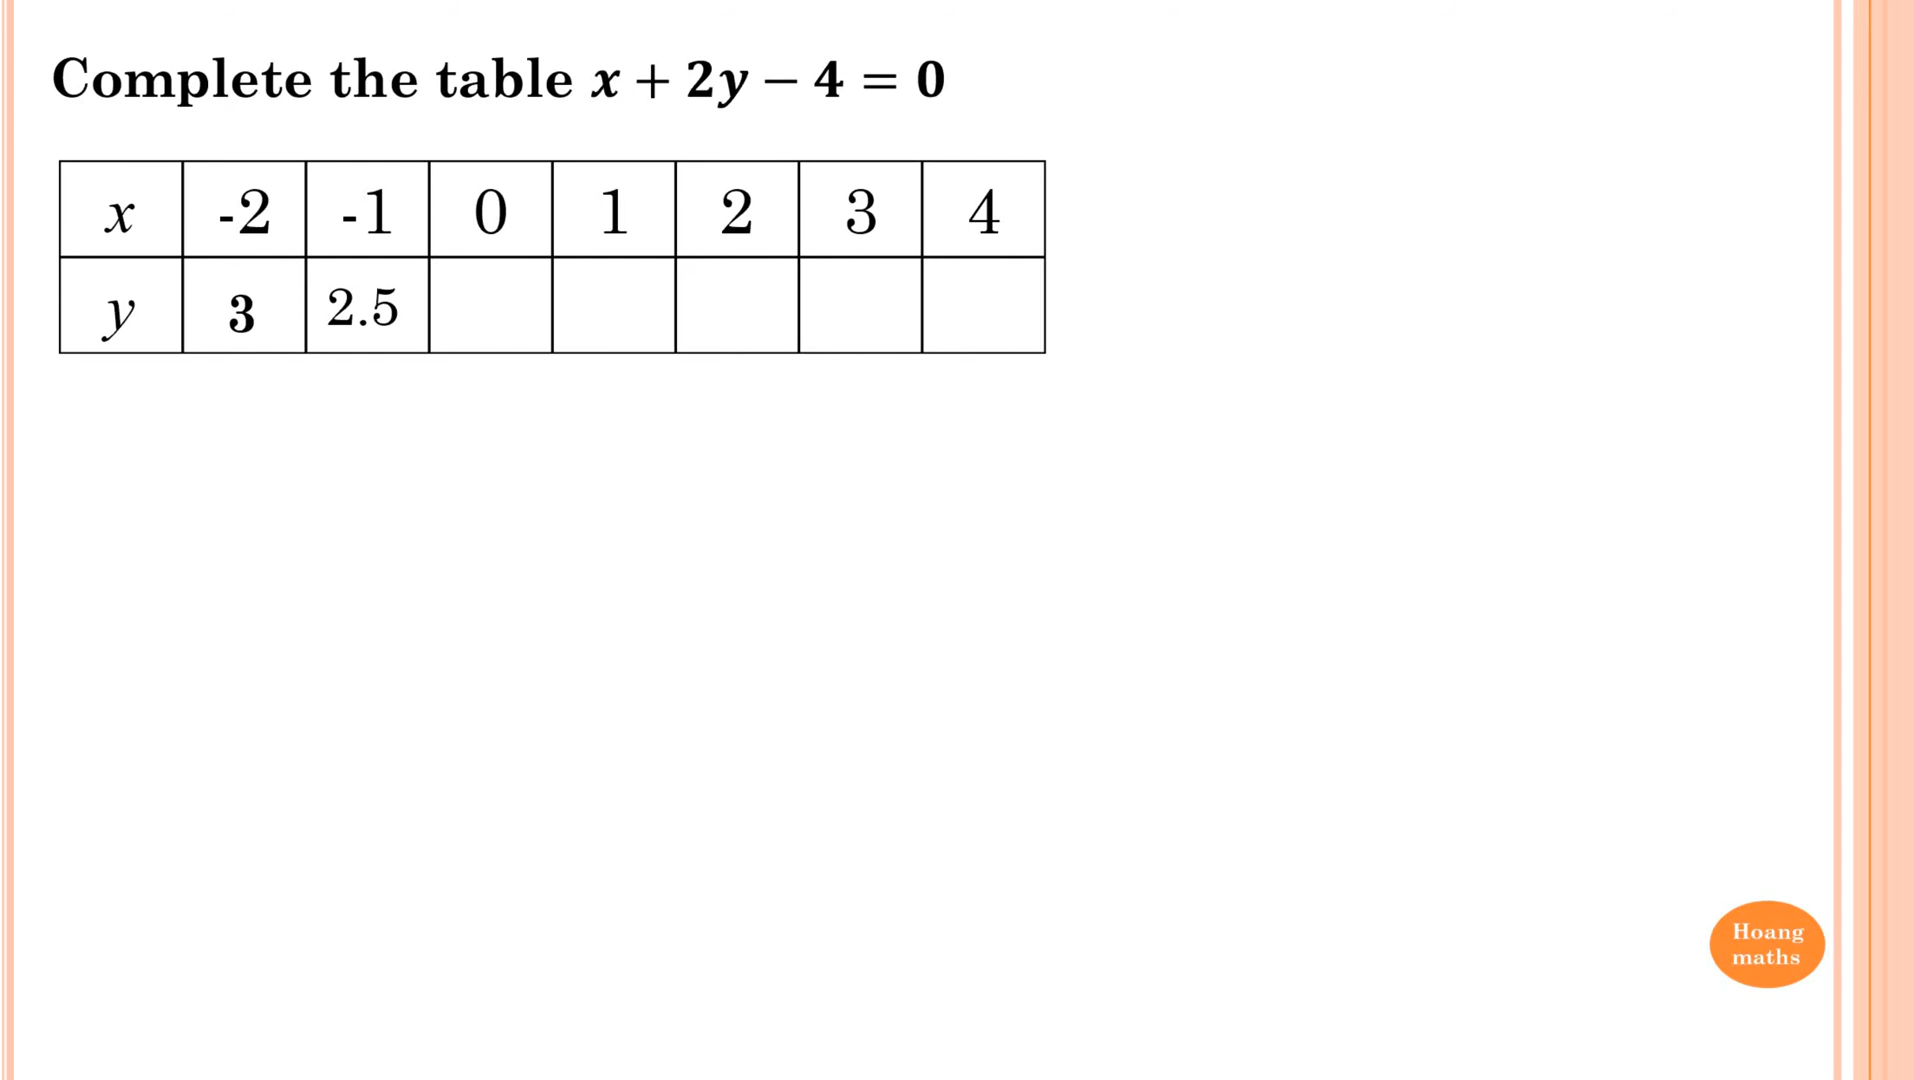 Complete the table x + 2y − 4 = 0
x -2 -1 0 1 2 3 4
y 3 2.5
Hoang
maths